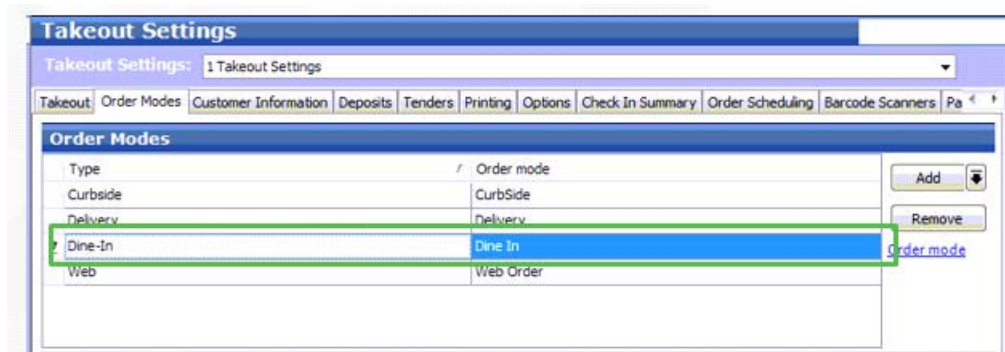 Takeout Settings
Takeout Settings: 1 Takeout Settings
Takeout Order Modes Customer Information Deposits Tenders Printing Options Check In Summary Order Scheduling Barcode Scanners Pa
Order Modes
Type Order mode
Add
Curbside CurbSide
Delivery Delivery
Remove
Dine-In Dine In
Order mode
Web Web Order